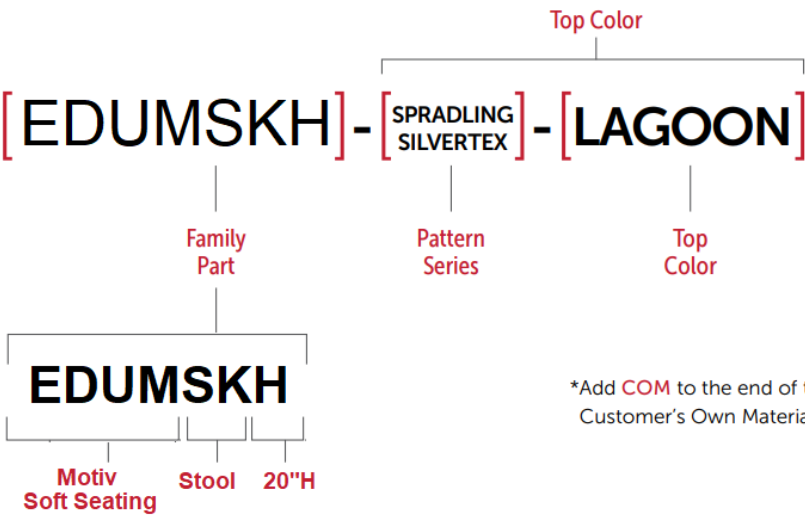 Top Color
[EDUMSKH]-[SPRADLING SILVERTEX]-[LAGOON]
Family Part
Pattern Series
Top Color
EDUMSKH
*Add COM to the end of
Customer's Own Materia
Motiv Soft Seating
Stool
20"H